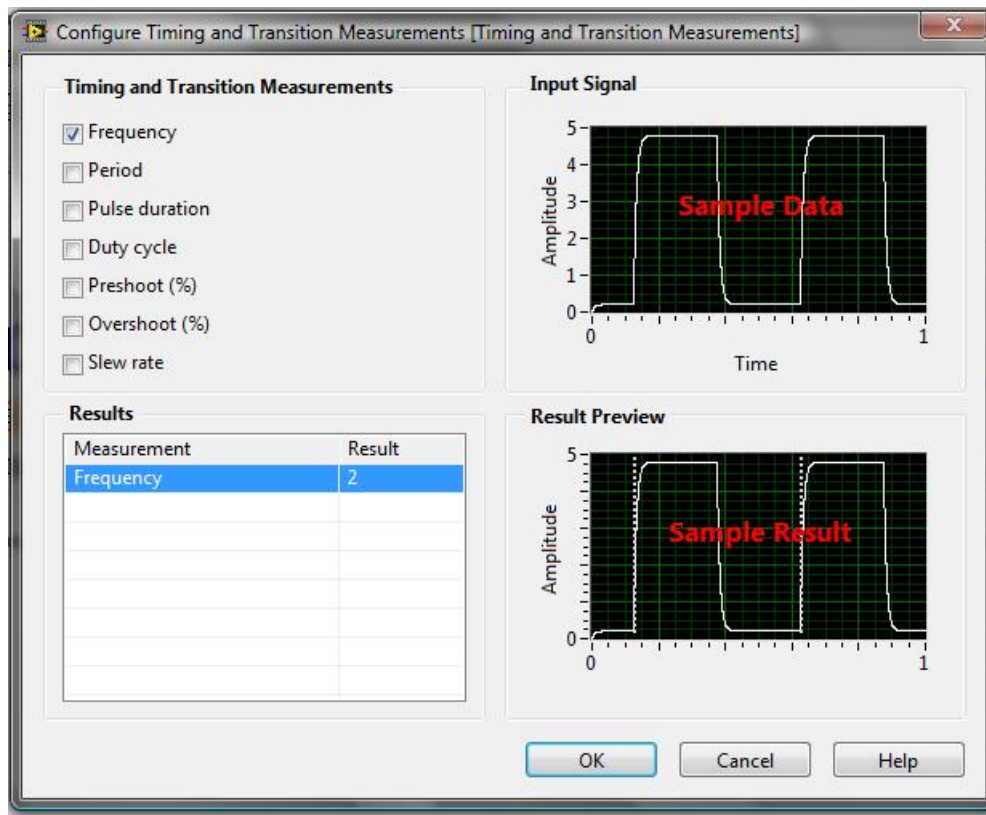 Configure Timing and Transition Measurements [Timing and Transition Measurements]
Timing and Transition Measurements
Frequency
Period
Pulse duration
Duty cycle
Preshoot (%)
Overshoot (%)
Slew rate
Input Signal
5
4
3
2
1
0
Amplitude
Sample Data
0 1
Time
Results
Measurement Result
Frequency 2
Result Preview
5
0
Amplitude
Sample Result
0 1
OK Cancel Help